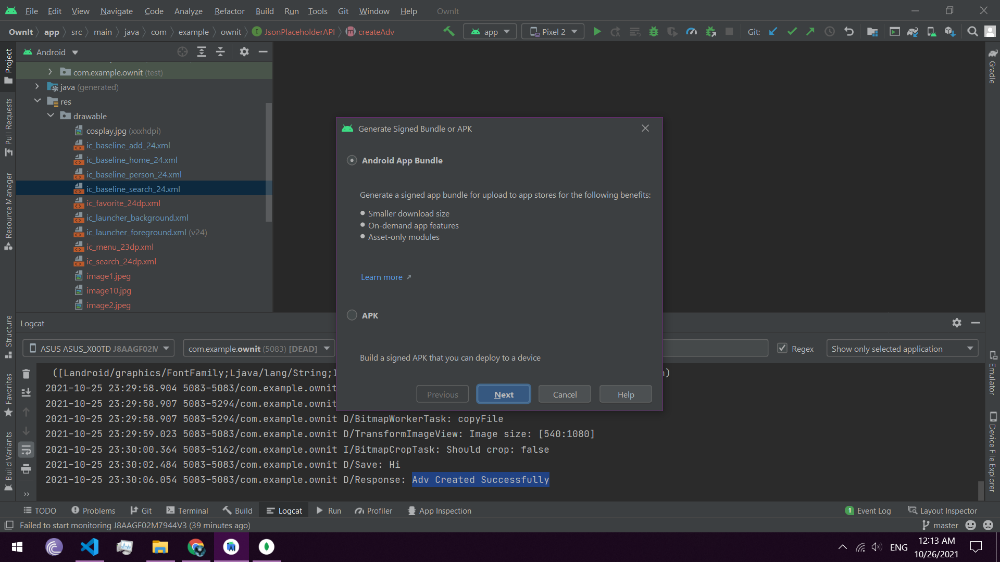 File Edit View Navigate Code Analyze Refactor Build Run Tools Git Window Help OwnIt
OwnIt app src main java com example ownit I JsonPlaceholderAPI m createAdv app Pixel 2 Git:
Project
Pull Requests
Resource Manager
Structure
Favorites
Build Variants
Android
com.example.ownit (test)
java (generated)
res
drawable
cosplay.jpg (xxxhdpi)
ic_baseline_add_24.xml
ic_baseline_home_24.xml
ic_baseline_person_24.xml
ic_baseline_search_24.xml
ic_favorite_24dp.xml
ic_launcher_background.xml
ic_launcher_foreground.xml (v24)
ic_menu_23dp.xml
ic_search_24dp.xml
image1.jpeg
image10.jpg
image2.jpeg
Generate Signed Bundle or APK
Android App Bundle
Generate a signed app bundle for upload to app stores for the following benefits:
Smaller download size
On-demand app features
Asset-only modules
Learn more
APK
Build a signed APK that you can deploy to a device
Previous Next Cancel Help
Gradle
Emulator
Device File Explorer
Logcat
ASUS ASUS_X00TD J8AAGF02M com.example.ownit (5083) [DEAD] Regex Show only selected application
([Landroid/graphics/FontFamily;Ljava/lang/String; )
2021-10-25 23:29:58.904 5083-5083/com.example.ownit
2021-10-25 23:29:58.907 5083-5294/com.example.ownit
2021-10-25 23:29:58.907 5083-5294/com.example.ownit D/BitmapWorkerTask: copyFile
2021-10-25 23:29:59.023 5083-5083/com.example.ownit D/TransformImageView: Image size: [540:1080]
2021-10-25 23:30:00.364 5083-5162/com.example.ownit I/BitmapCropTask: Should crop: false
2021-10-25 23:30:02.484 5083-5083/com.example.ownit D/Save: Hi
2021-10-25 23:30:06.054 5083-5083/com.example.ownit D/Response: Adv Created Successfully
TODO Problems Git Terminal Build Logcat Run Profiler App Inspection 1 Event Log Layout Inspector
Failed to start monitoring J8AAGF02M7944V3 (39 minutes ago) master
ENG 12:13 AM
10/26/2021